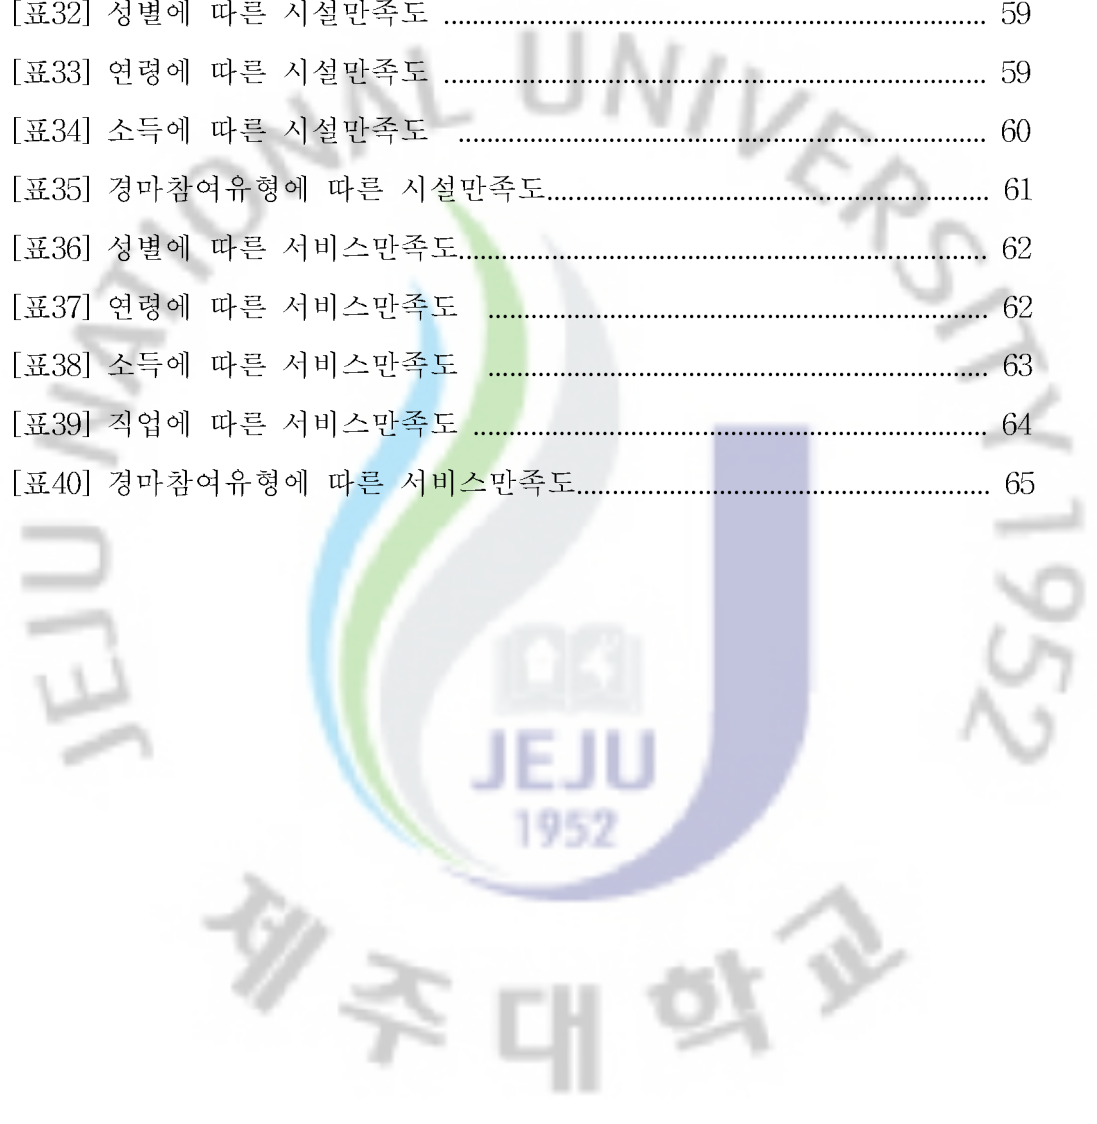 [표32] 성별에 따른 시설만족도 ........................................................ 59
[표33] 연령에 따른 시설만족도 ........................................................ 59
[표34] 소득에 따른 시설만족도 ........................................................ 60
[표35] 경마참여유형에 따른 시설만족도........................................................ 61
[표36] 성별에 따른 서비스만족도........................................................ 62
[표37] 연령에 따른 서비스만족도 ........................................................ 62
[표38] 소득에 따른 서비스만족도 ........................................................ 63
[표39] 직업에 따른 서비스만족도 ........................................................ 64
[표40] 경마참여유형에 따른 서비스만족도........................................................ 65
JEJU NATIONAL UNIVERSITY 1952
JEJU
1952
제주대학교